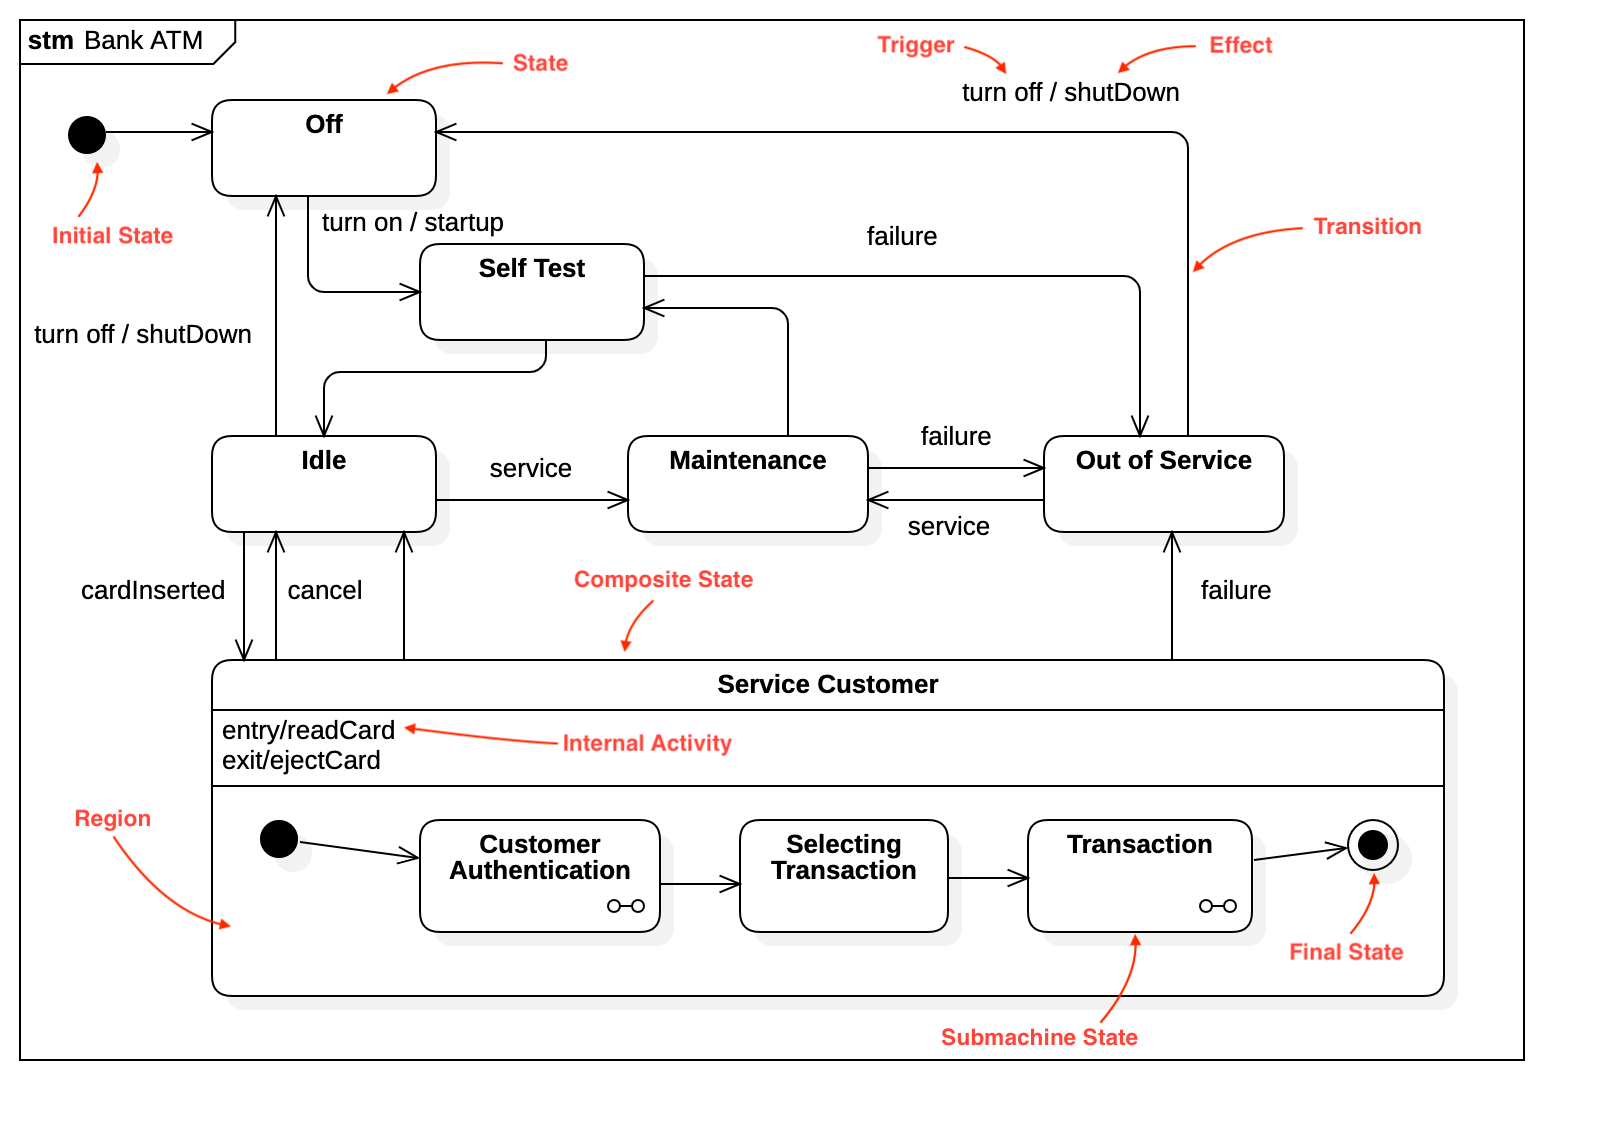 stm Bank ATM
State
Trigger
Effect
turn off / shutDown
Off
Initial State
turn on / startup
failure
Transition
Self Test
turn off / shutDown
Idle
service
Maintenance
failure
Out of Service
service
cardInserted
cancel
Composite State
failure
Service Customer
entry/readCard
exit/ejectCard
Internal Activity
Region
Customer
Authentication
Selecting
Transaction
Transaction
Final State
Submachine State